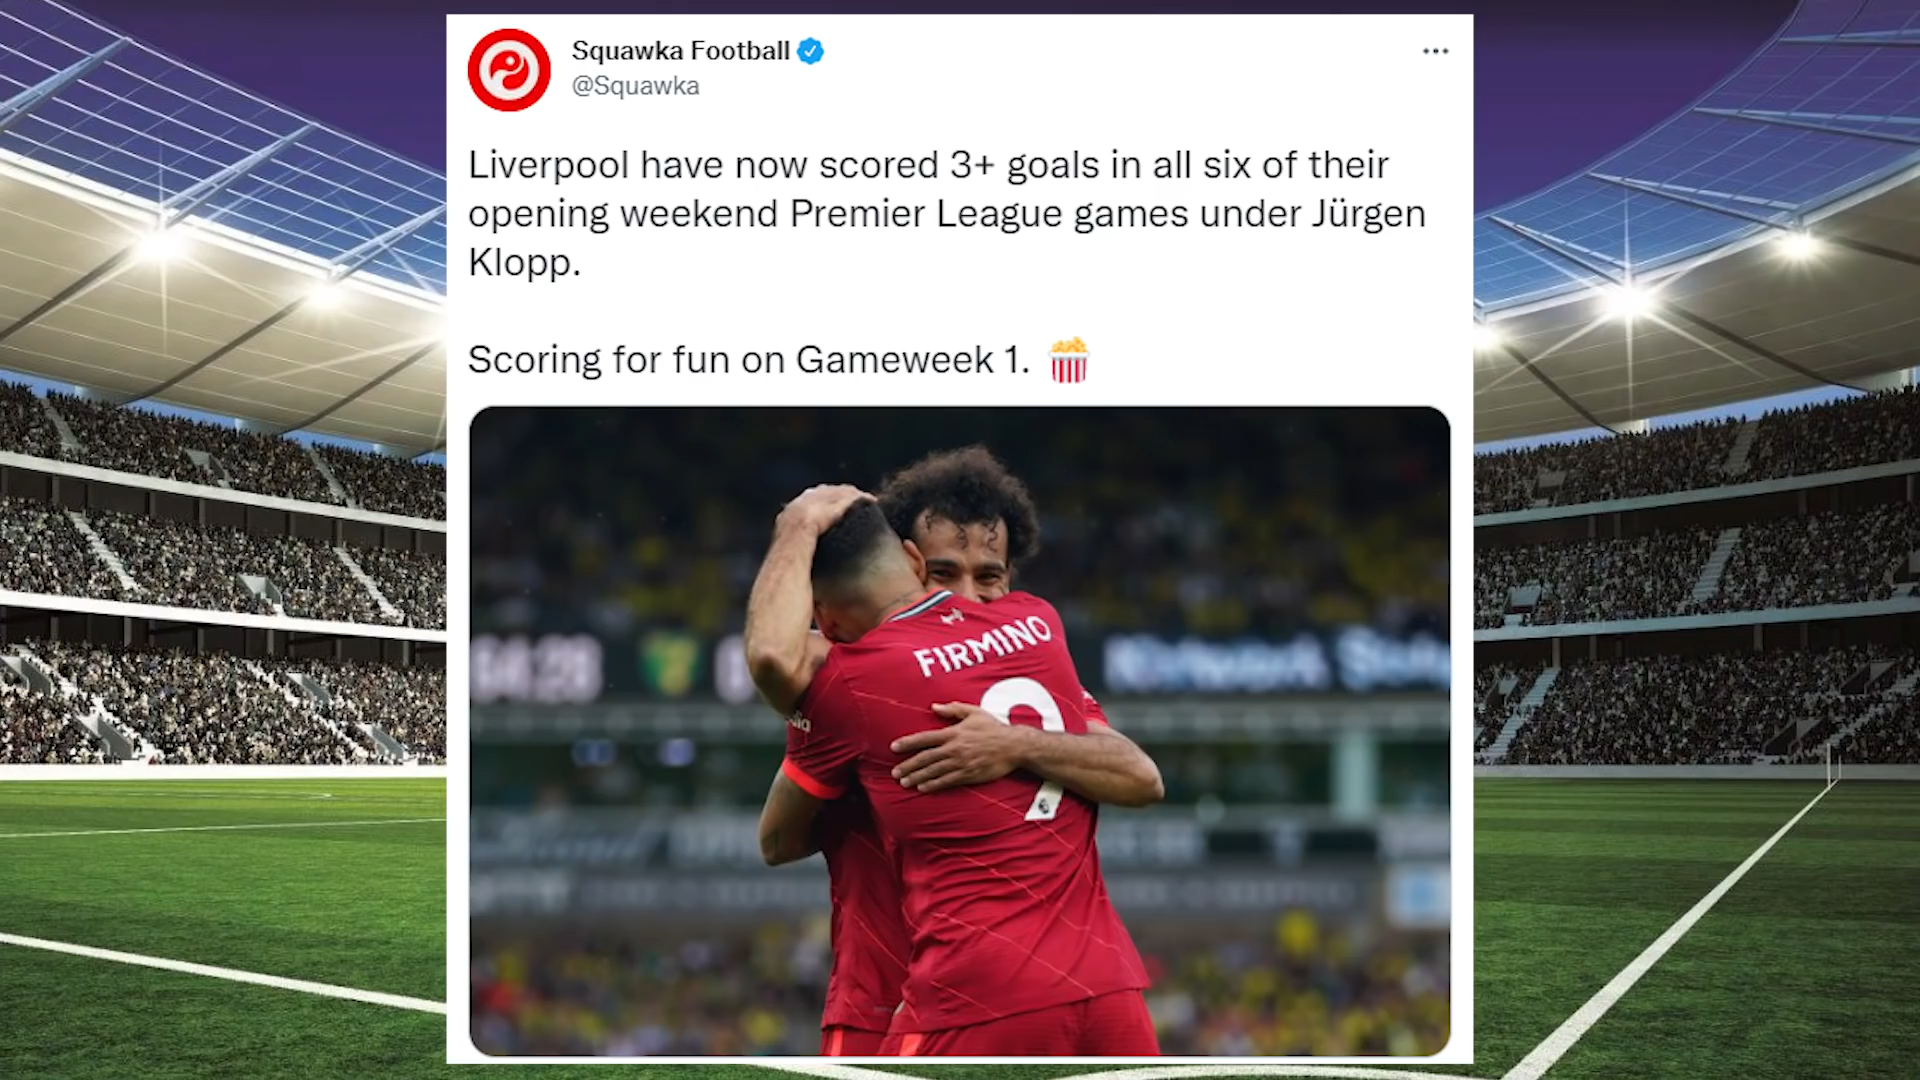 Squawka Football
@Squawka
Liverpool have now scored 3+ goals in all six of their
opening weekend Premier League games under Jürgen
Klopp.
Scoring for fun on Gameweek 1. 🍿
FIRMINO
9